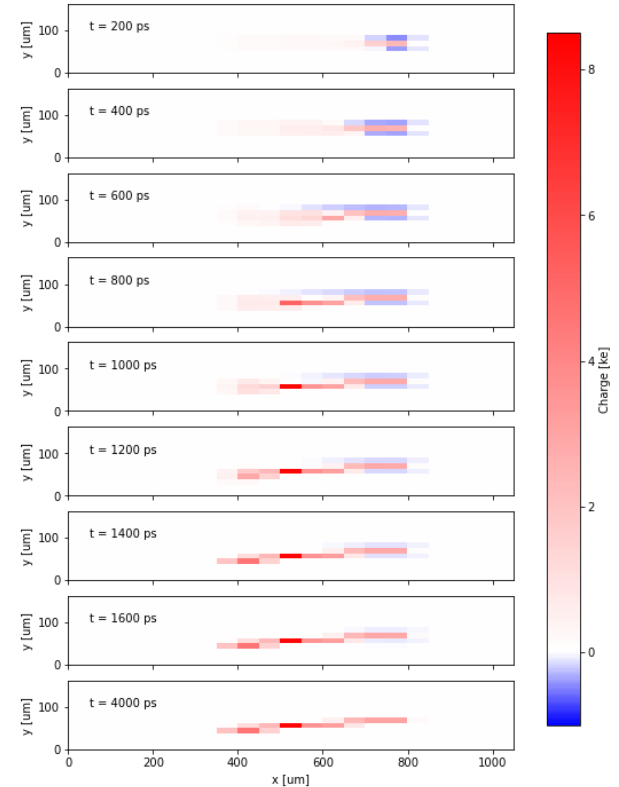 t = 200 ps
100
0
y [um]
t = 400 ps
100
0
y [um]
t = 600 ps
100
0
y [um]
t = 800 ps
100
0
y [um]
t = 1000 ps
100
0
y [um]
t = 1200 ps
100
0
y [um]
t = 1400 ps
100
0
y [um]
t = 1600 ps
100
0
y [um]
t = 4000 ps
100
0
y [um]
0 200 400 600 800 1000
x [um]
8
6
4
2
0
Charge [ke]